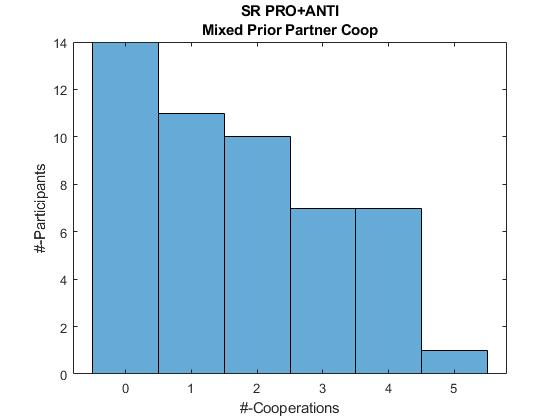 SR PRO+ANTI
Mixed Prior Partner Coop
14
12
10
8
6
4
2
0
#-Participants
0 1 2 3 4 5
#-Cooperations